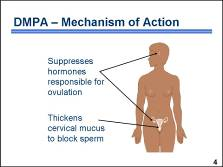 DMPA – Mechanism of Action
Suppresses
hormones
responsible for
ovulation
Thickens
cervical mucus
to block sperm
4